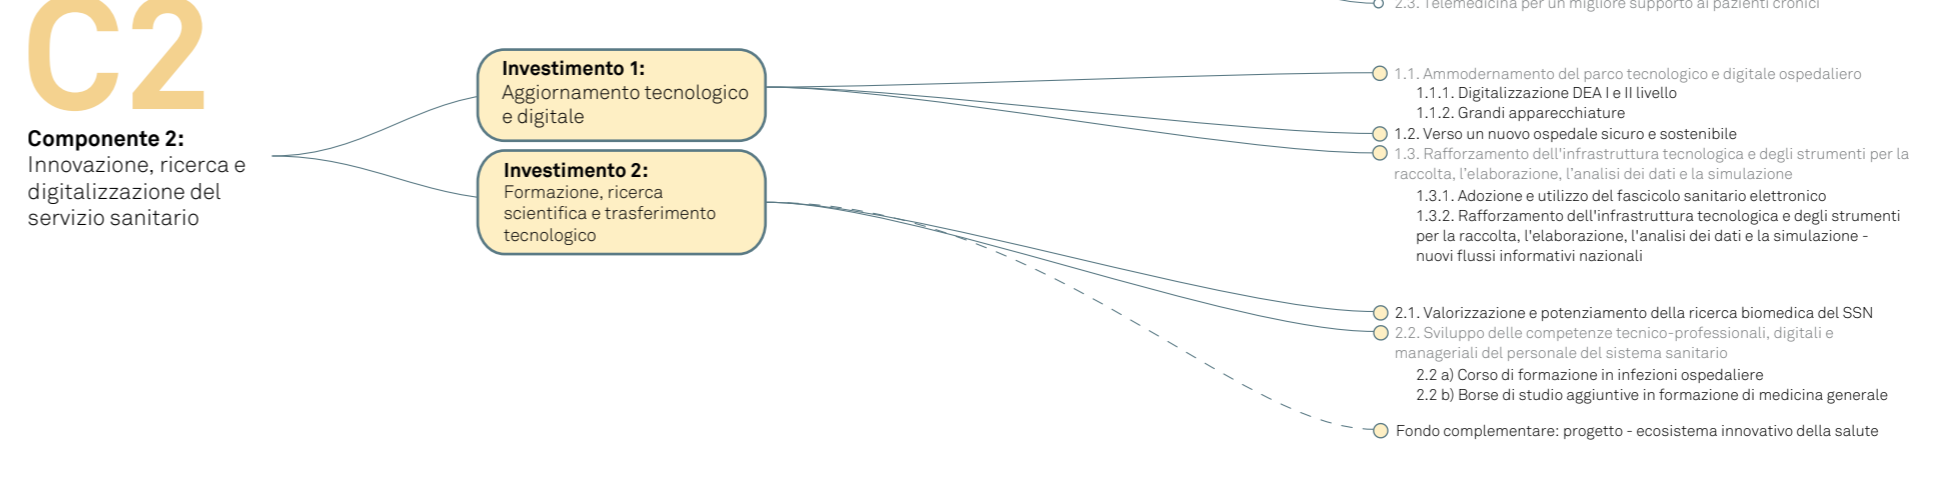 2.3. Telemedicina per un migliore supporto ai pazienti cronici
C2
Componente 2:
Innovazione, ricerca e
digitalizzazione del
servizio sanitario
Investimento 1:
Aggiornamento tecnologico
e digitale
Investimento 2:
Formazione, ricerca
scientifica e trasferimento
tecnologico
1.1. Ammodernamento del parco tecnologico e digitale ospedaliero
1.1.1. Digitalizzazione DEA I e II livello
1.1.2. Grandi apparecchiature
1.2. Verso un nuovo ospedale sicuro e sostenibile
1.3. Rafforzamento dell'infrastruttura tecnologica e degli strumenti per la
raccolta, l’elaborazione, l’analisi dei dati e la simulazione
1.3.1. Adozione e utilizzo del fascicolo sanitario elettronico
1.3.2. Rafforzamento dell'infrastruttura tecnologica e degli strumenti
per la raccolta, l'elaborazione, l'analisi dei dati e la simulazione -
nuovi flussi informativi nazionali
2.1. Valorizzazione e potenziamento della ricerca biomedica del SSN
2.2. Sviluppo delle competenze tecnico-professionali, digitali e
manageriali del personale del sistema sanitario
2.2 a) Corso di formazione in infezioni ospedaliere
2.2 b) Borse di studio aggiuntive in formazione di medicina generale
Fondo complementare: progetto - ecosistema innovativo della salute